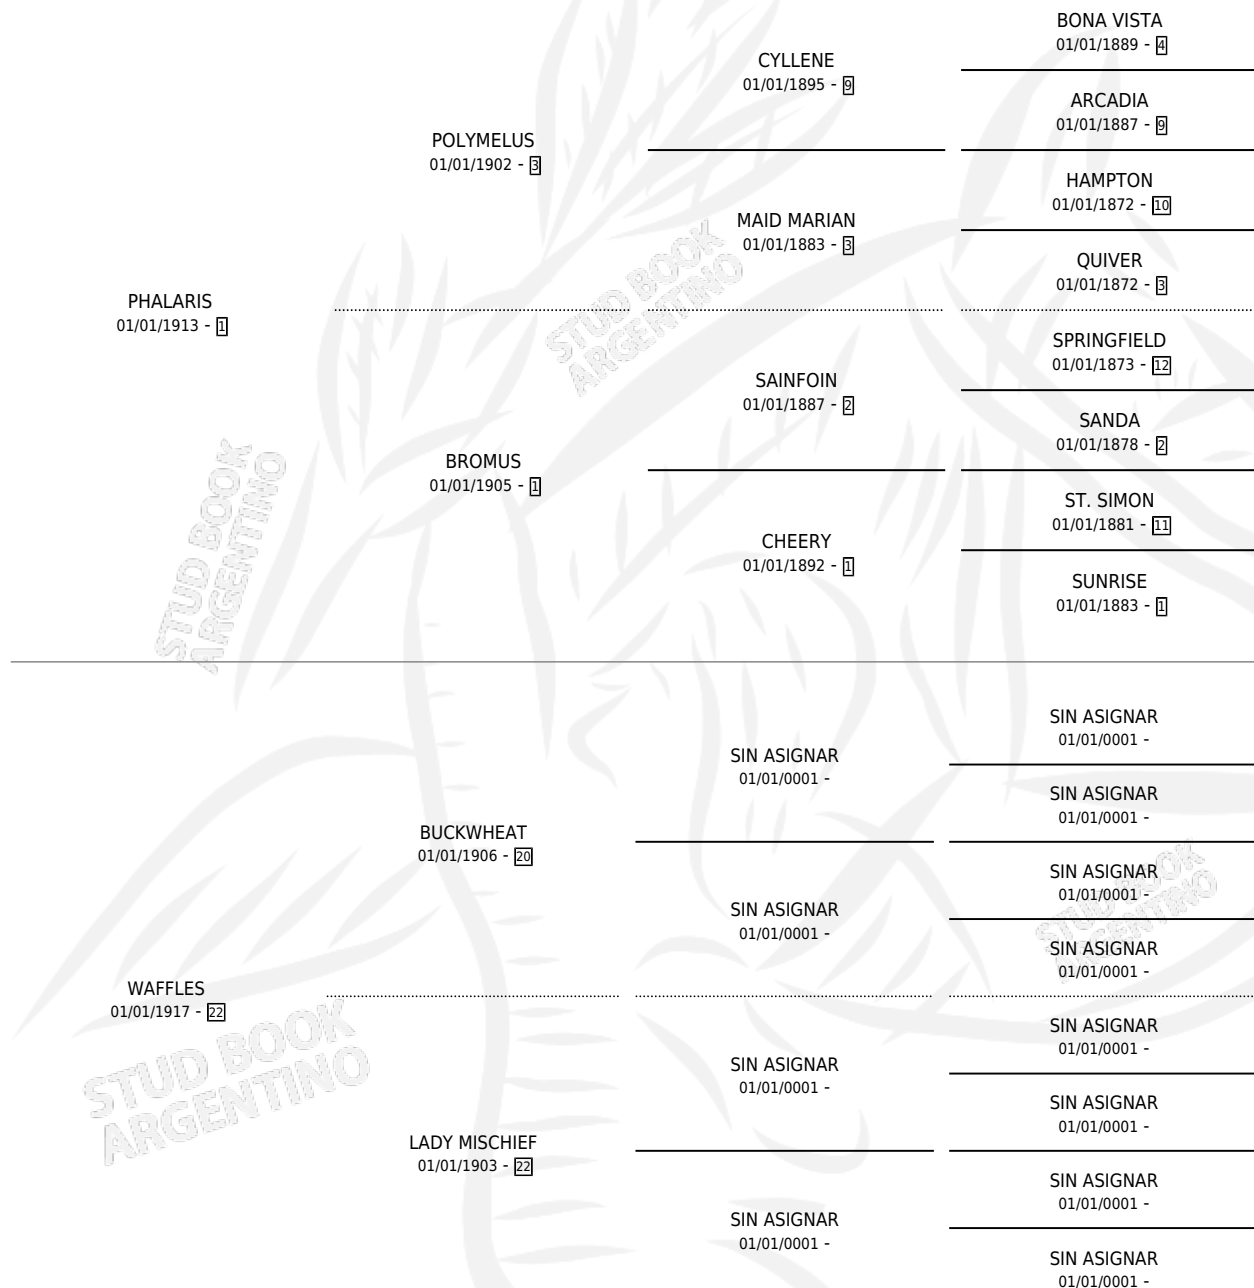 BONA VISTA
01/01/1889 - 4
CYLLENE
01/01/1895 - 9
ARCADIA
01/01/1887 - 9
POLYMELUS
01/01/1902 - 3
HAMPTON
01/01/1872 - 10
MAID MARIAN
01/01/1883 - 3
QUIVER
01/01/1872 - 3
PHALARIS
01/01/1913 - 1
SPRINGFIELD
01/01/1873 - 12
SAINFOIN
01/01/1887 - 2
SANDA
01/01/1878 - 2
BROMUS
01/01/1905 - 1
ST. SIMON
01/01/1881 - 11
CHEERY
01/01/1892 - 1
SUNRISE
01/01/1883 - 1
STUD BOOK
ARGENTINO
STUD BOOK
ARGENTINO
SIN ASIGNAR
01/01/0001 -
SIN ASIGNAR
01/01/0001 -
SIN ASIGNAR
01/01/0001 -
BUCKWHEAT
01/01/1906 - 20
SIN ASIGNAR
01/01/0001 -
SIN ASIGNAR
01/01/0001 -
SIN ASIGNAR
01/01/0001 -
STUD BOOK
ARGENTINO
WAFFLES
01/01/1917 - 22
SIN ASIGNAR
01/01/0001 -
SIN ASIGNAR
01/01/0001 -
SIN ASIGNAR
01/01/0001 -
LADY MISCHIEF
01/01/1903 - 22
SIN ASIGNAR
01/01/0001 -
SIN ASIGNAR
01/01/0001 -
SIN ASIGNAR
01/01/0001 -
STUD BOOK
ARGENTINO